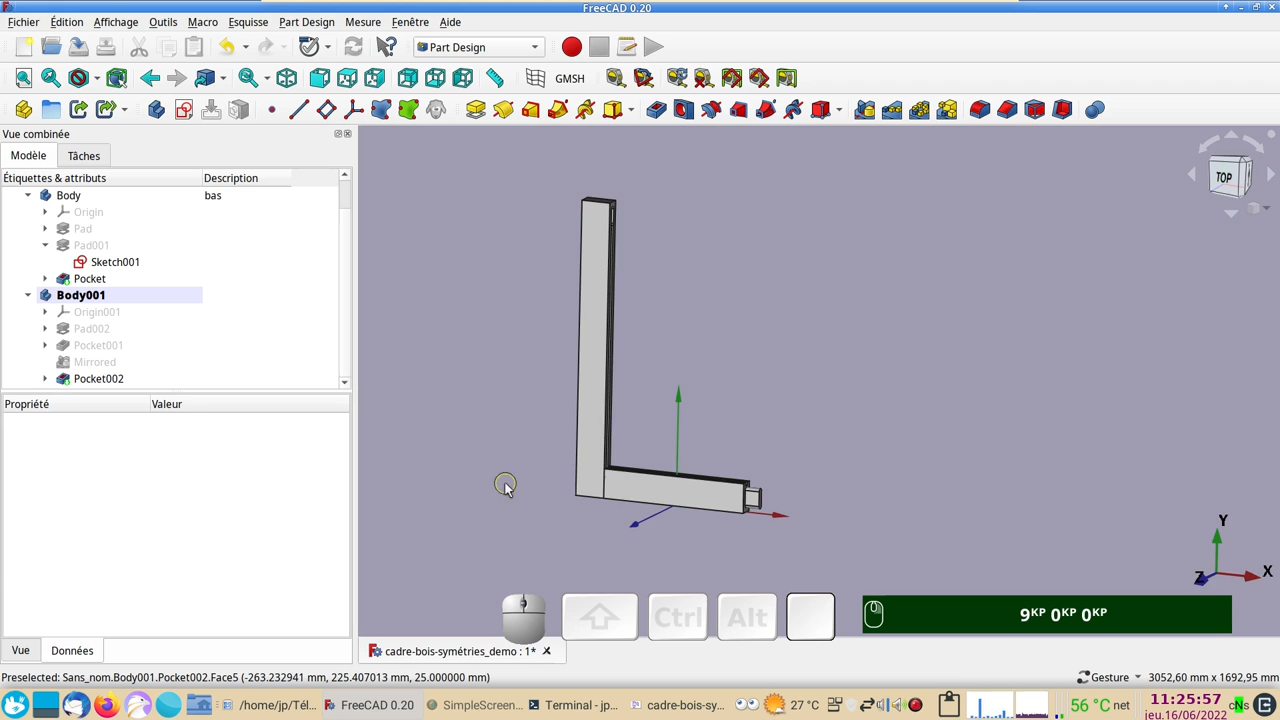 FreeCAD 0.20
Fichier Édition Affichage Outils Macro Esquisse Part Design Mesure Fenêtre Aide
Part Design
GMSH
Vue combinée
Modèle Tâches
Étiquettes & attributs Description
Body bas
Origin
Pad
Pad001
Sketch001
Pocket
Body001
Origin001
Pad002
Pocket001
Mirrored
Pocket002
Propriété Valeur
TOP
Y
X
Z
Ctrl Alt
9KP 0KP 0KP
Vue Données
cadre-bois-symétries_demo : 1*
Preselected: Sans_nom.Body001.Pocket002.Face5 (-263.232941 mm, 225.407013 mm, 25.000000 mm)
Gesture 3052,60 mm x 1692,95 mm
/home/jp/Tél... FreeCAD 0.20 SimpleScreen... Terminal - jp... cadre-bois-sy... 27 °C 56 °C net 11:25:57
jeu.16/06/2022